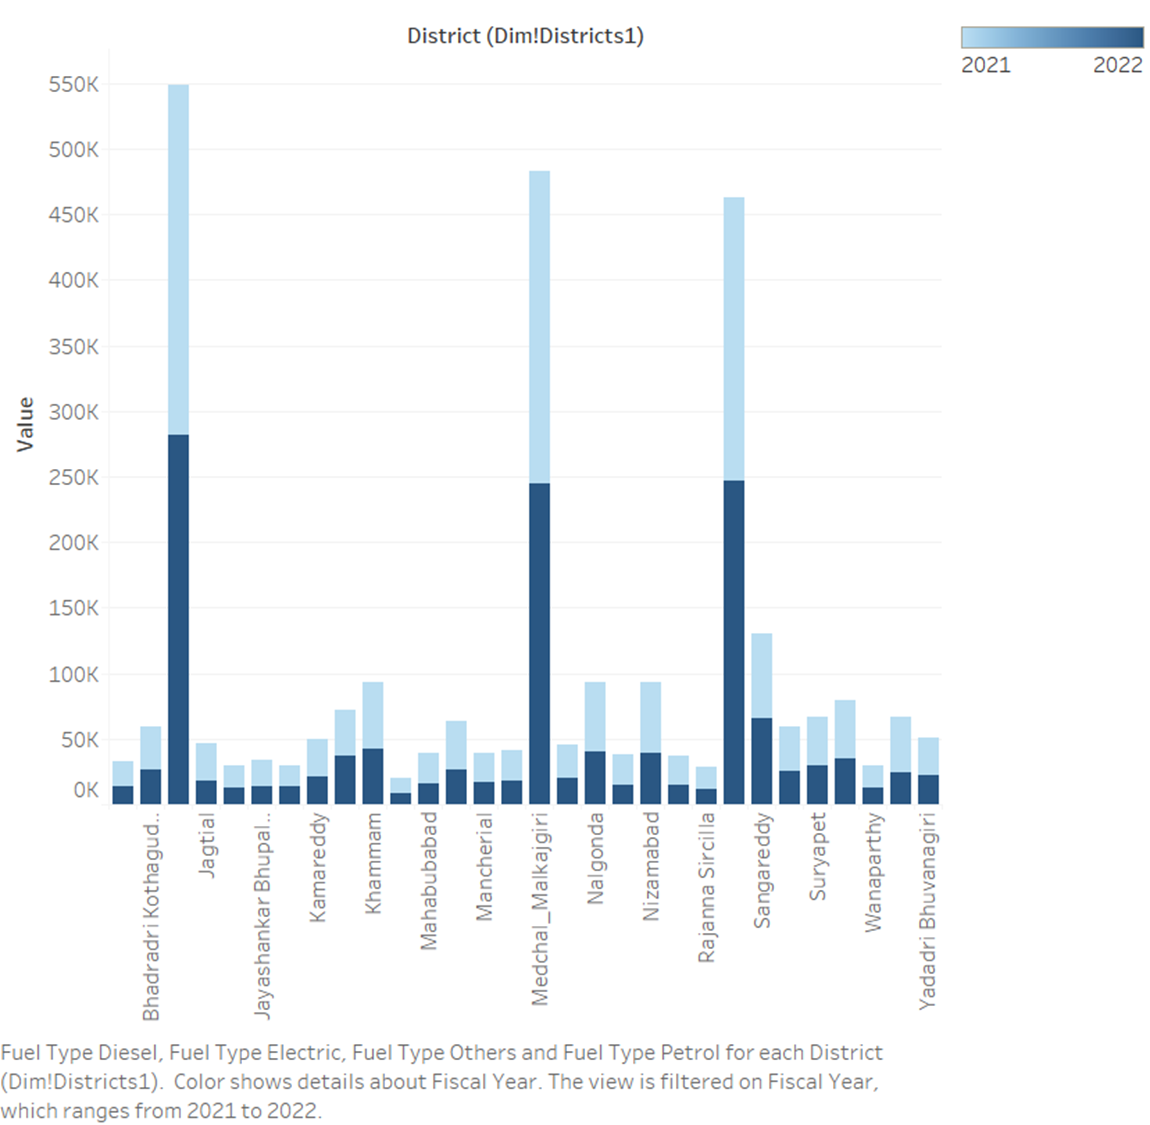 District (Dim!Districts1)
2021 2022
Value
550K
500K
450K
400K
350K
300K
250K
200K
150K
100K
50K
0K
Bhadradri Kothagud..
Jagtial
Jayashankar Bhupal..
Kamareddy
Khammam
Mahabubabad
Mancherial
Medchal_Malkajgiri
Nalgonda
Nizamabad
Rajanna Sircilla
Sangareddy
Suryapet
Wanaparthy
Yadadri Bhuvanagiri
Fuel Type Diesel, Fuel Type Electric, Fuel Type Others and Fuel Type Petrol for each District
(Dim!Districts1).  Color shows details about Fiscal Year. The view is filtered on Fiscal Year,
which ranges from 2021 to 2022.